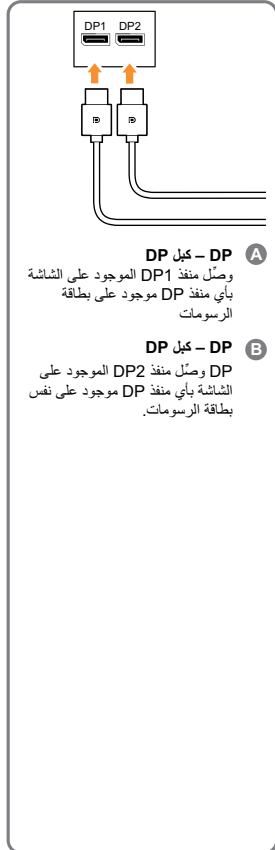 DP1 DP2
A DP – كبل DP
وصِّل منفذ DP1 الموجود على الشاشة
بأي منفذ DP موجود على بطاقة
الرسومات
B DP – كبل DP
DP وصِّل منفذ DP2 الموجود على
الشاشة بأي منفذ DP موجود على نفس
بطاقة الرسومات.